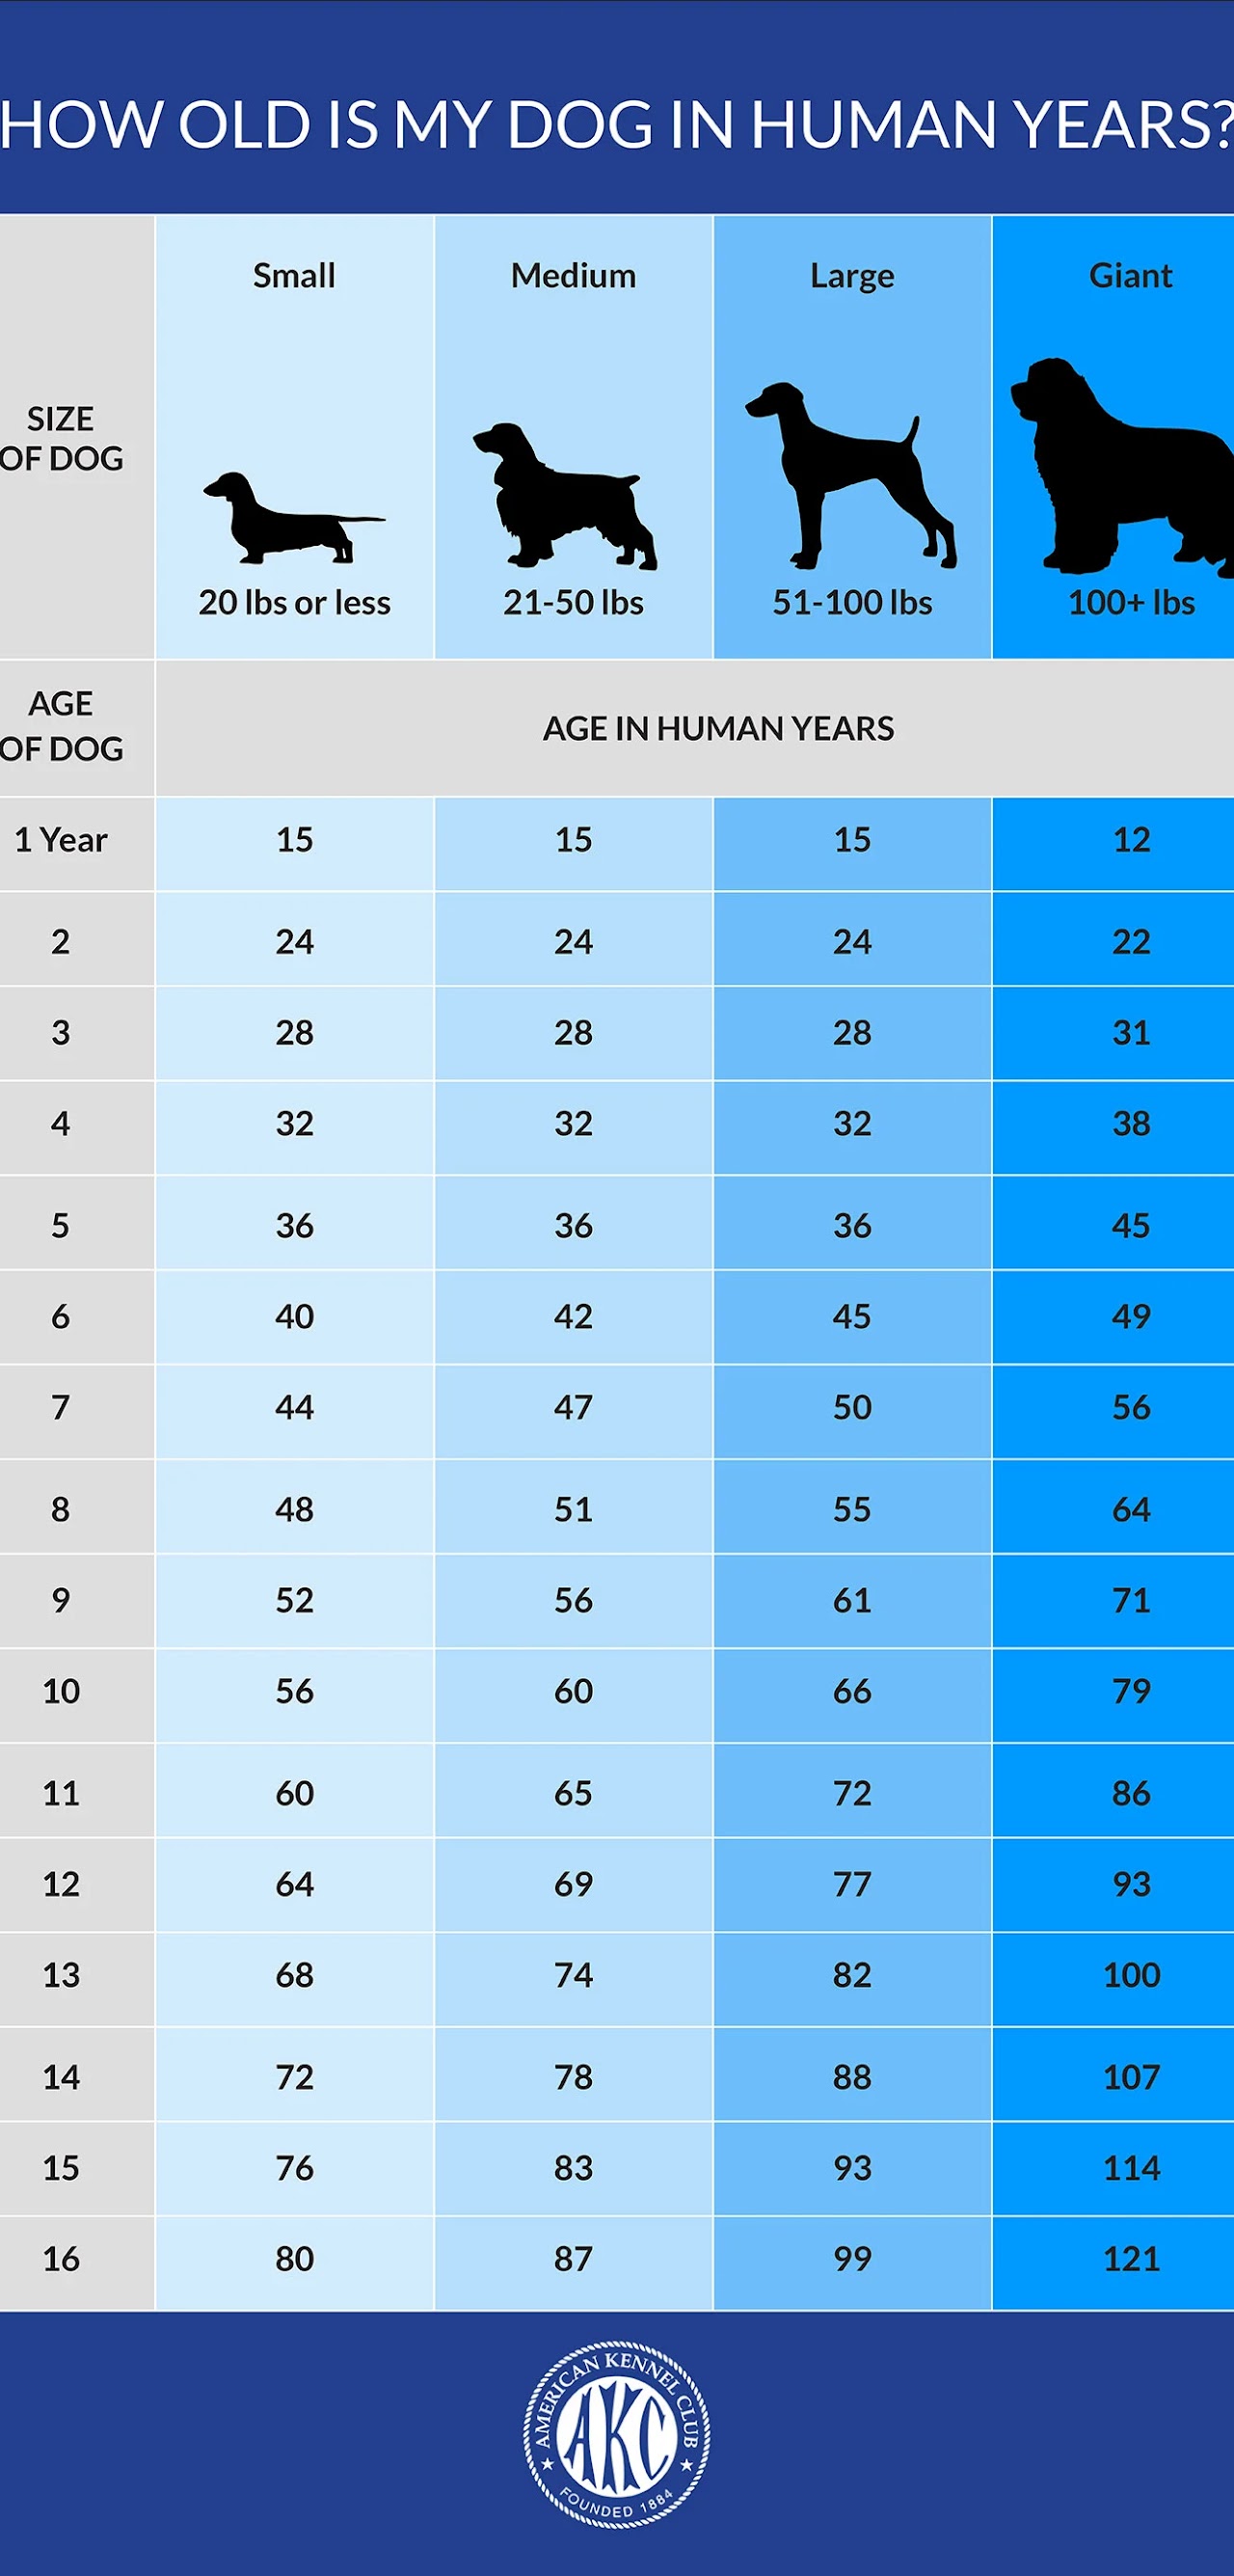 HOW OLD IS MY DOG IN HUMAN YEARS?
Small Medium Large Giant
SIZE
OF DOG
20 lbs or less 21-50 lbs 51-100 lbs 100+ lbs
AGE
OF DOG
AGE IN HUMAN YEARS
1 Year 15 15 15 12
2 24 24 24 22
3 28 28 28 31
4 32 32 32 38
5 36 36 36 45
6 40 42 45 49
7 44 47 50 56
8 48 51 55 64
9 52 56 61 71
10 56 60 66 79
11 60 65 72 86
12 64 69 77 93
13 68 74 82 100
14 72 78 88 107
15 76 83 93 114
16 80 87 99 121
AMERICAN KENNEL CLUB
AKC
FOUNDED 1884